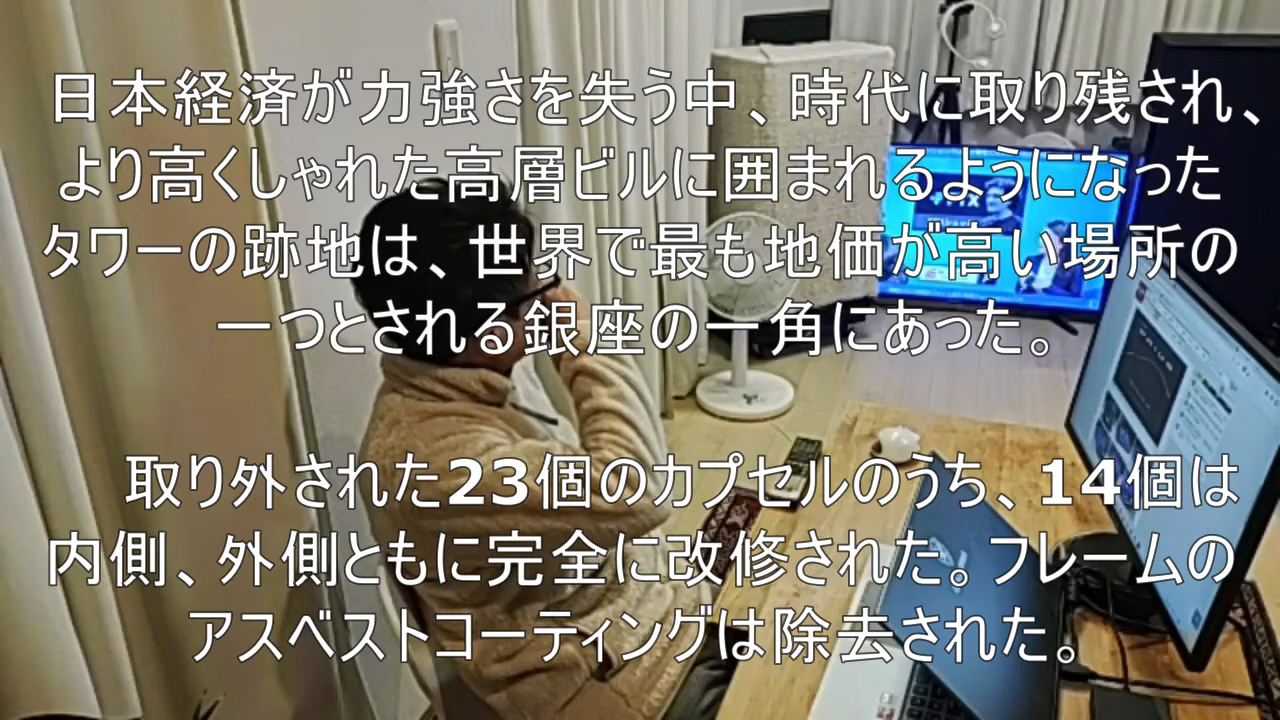 日本経済が力強さを失う中、時代に取り残され、
より高くしゃれた高層ビルに囲まれるようになった
タワーの跡地は、世界で最も地価が高い場所の
一つとされる銀座の一角にあった。
取り外された23個のカプセルのうち、14個は
内側、外側ともに完全に改修された。フレームの
アスベストコーティングは除去された。